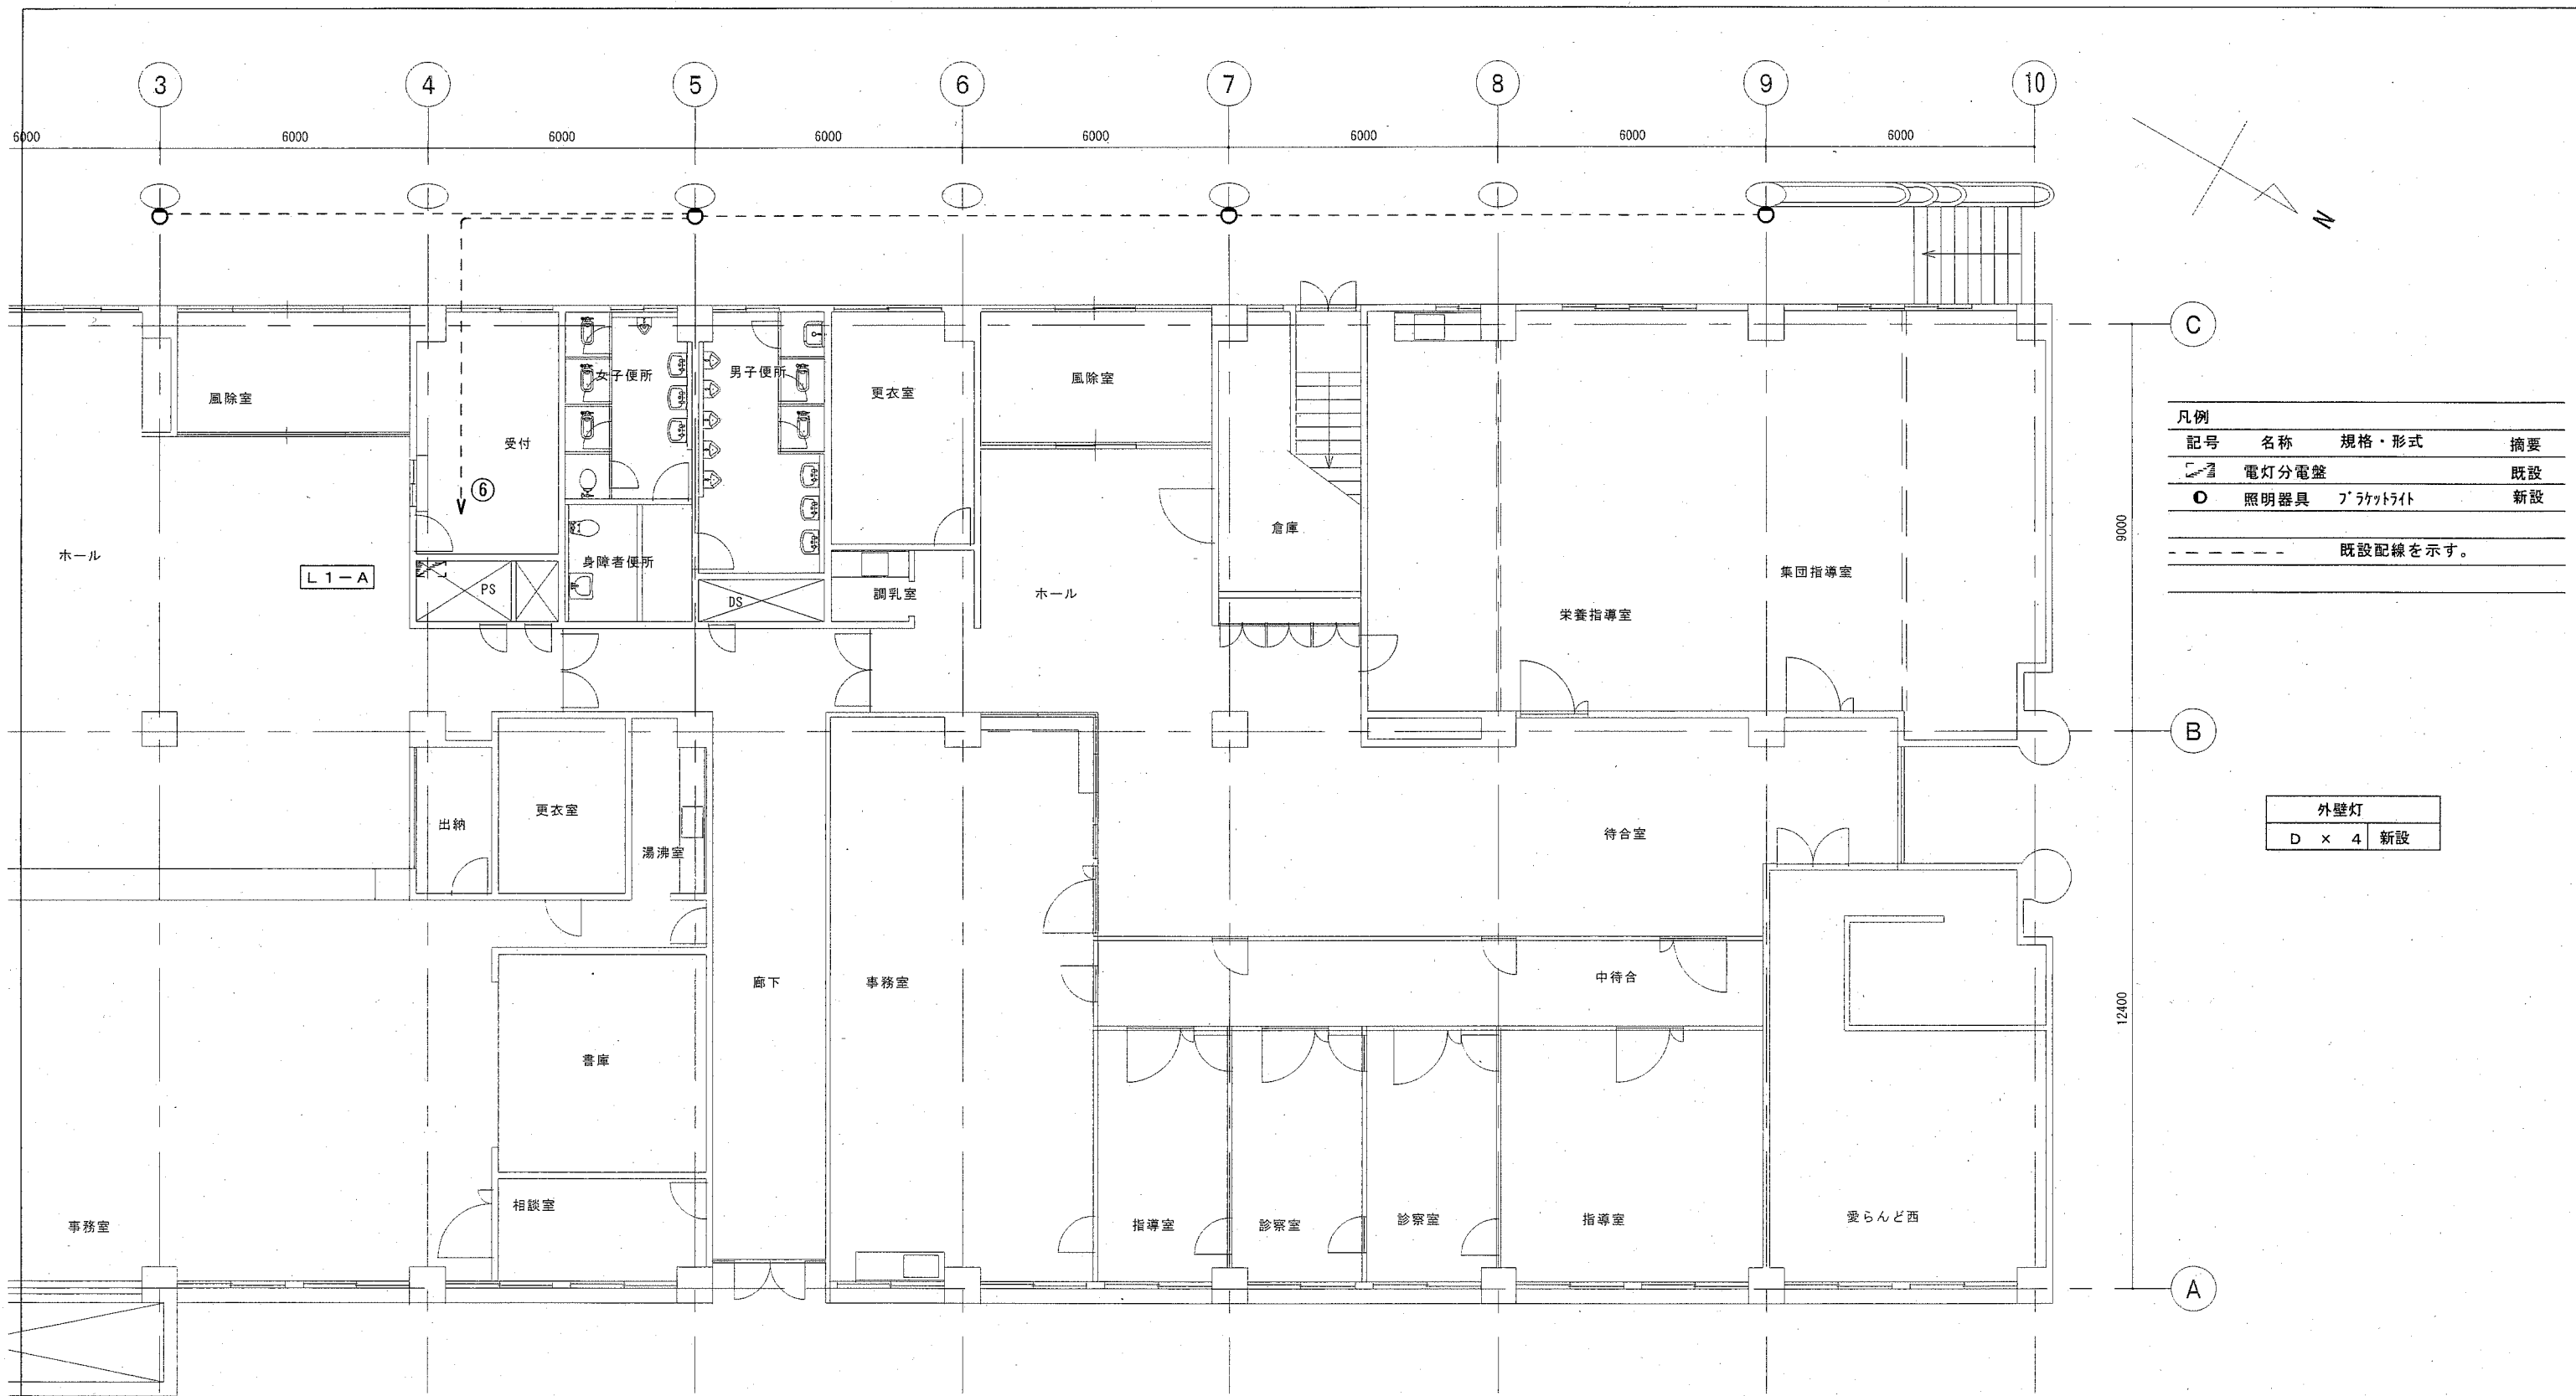 3 4 5 6 7 8 9 10
6000 6000 6000 6000 6000 6000 6000 6000
N
C
凡例
記号 名称 規格・形式 摘要
電灯分電盤 既設
照明器具 ブラケットライト 新設
既設配線を示す。
女子便所 男子便所
風除室 更衣室 風除室
受付
⑥
倉庫
9000
ホール 身障者便所
L1-A PS DS 調乳室 ホール
集団指導室
栄養指導室
B
外壁灯
D × 4 新設
出納 更衣室 湯沸室 待合室
廊下 事務室 中待合
12400
書庫
相談室
事務室 指導室 診察室 診察室 指導室 愛らんど西
A